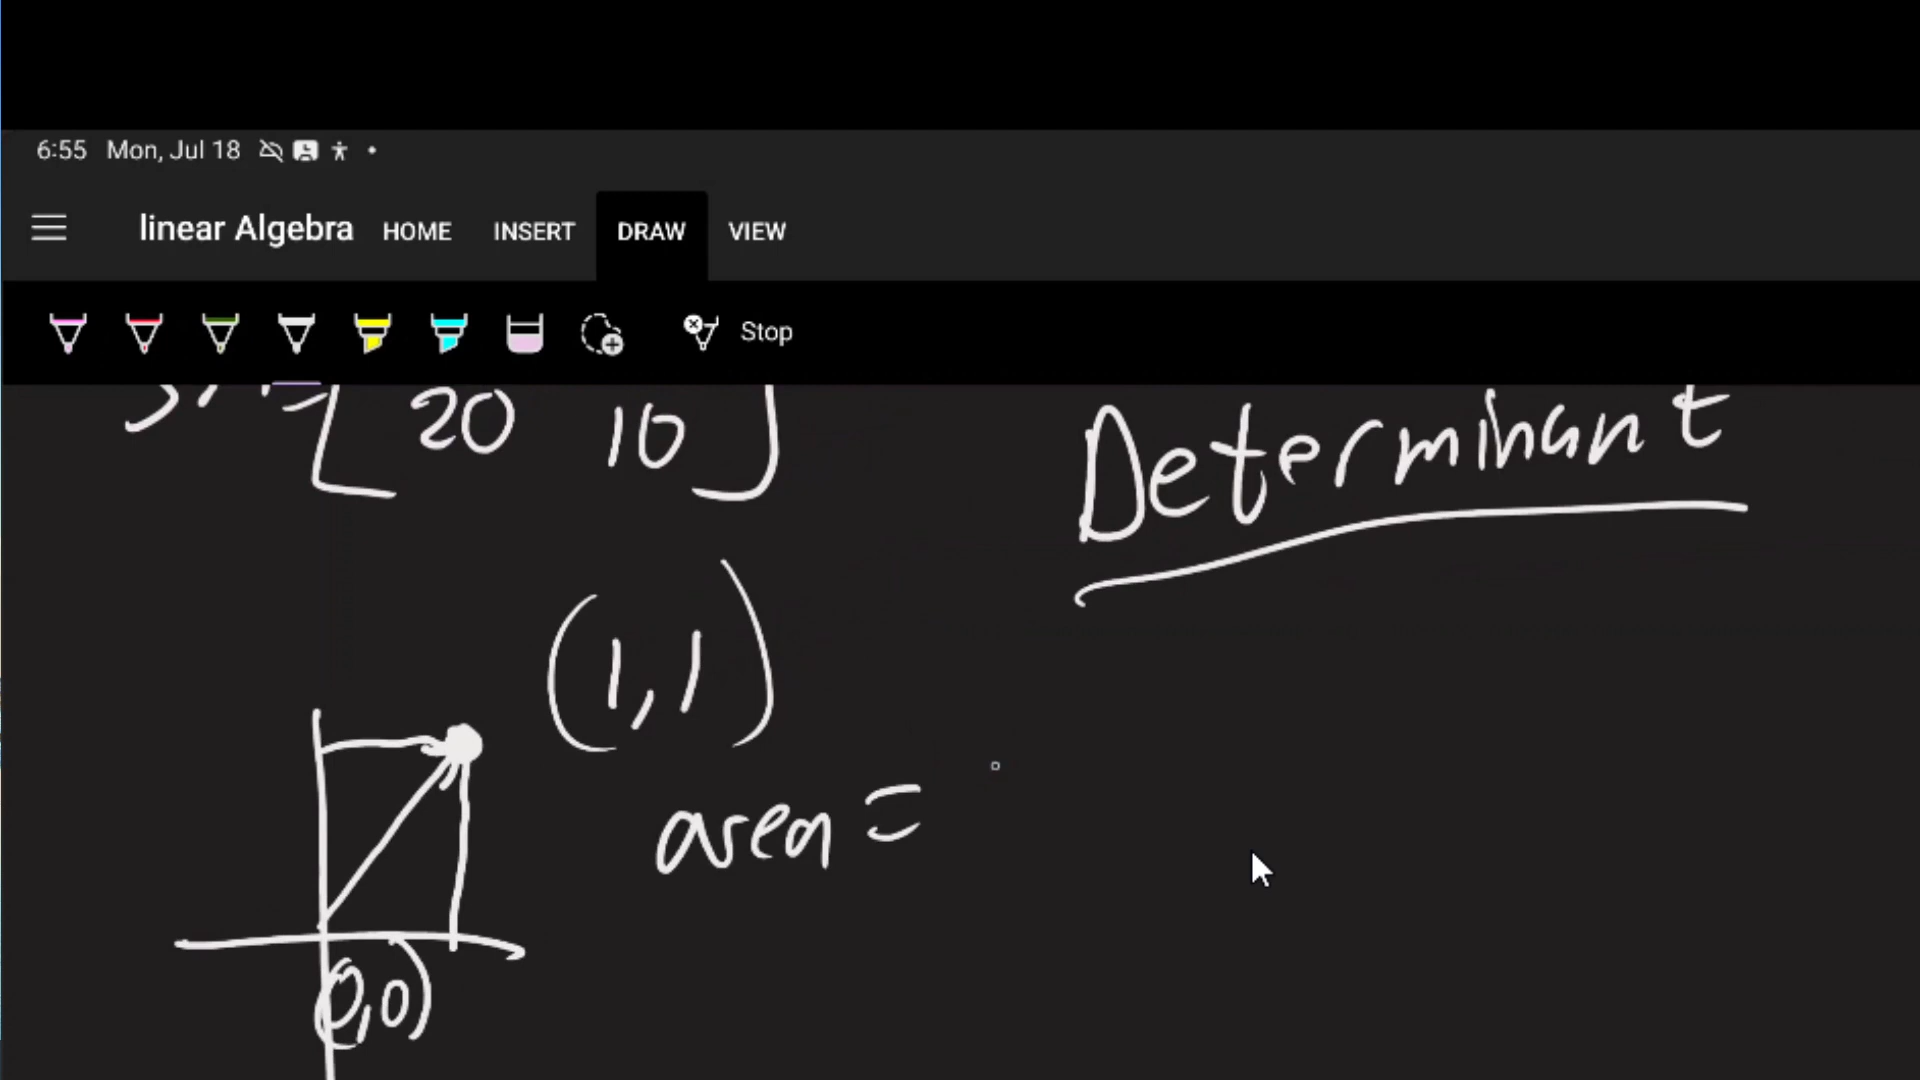 6:55 Mon, Jul 18
linear Algebra HOME INSERT DRAW VIEW
Stop
20 10
Determinant
(1,1)
area =
(0,0)